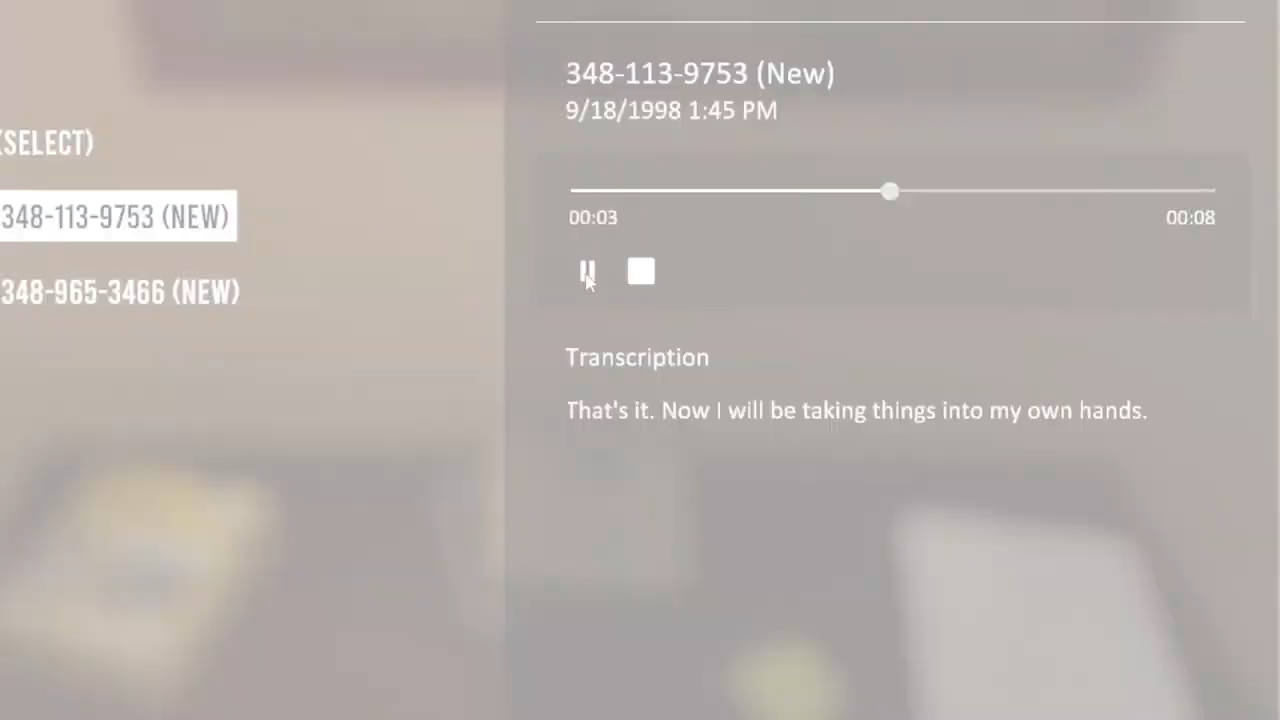 (SELECT)
348-113-9753 (NEW)
348-965-3466 (NEW)
348-113-9753 (New)
9/18/1998 1:45 PM
00:03
00:08
Transcription
That's it. Now I will be taking things into my own hands.